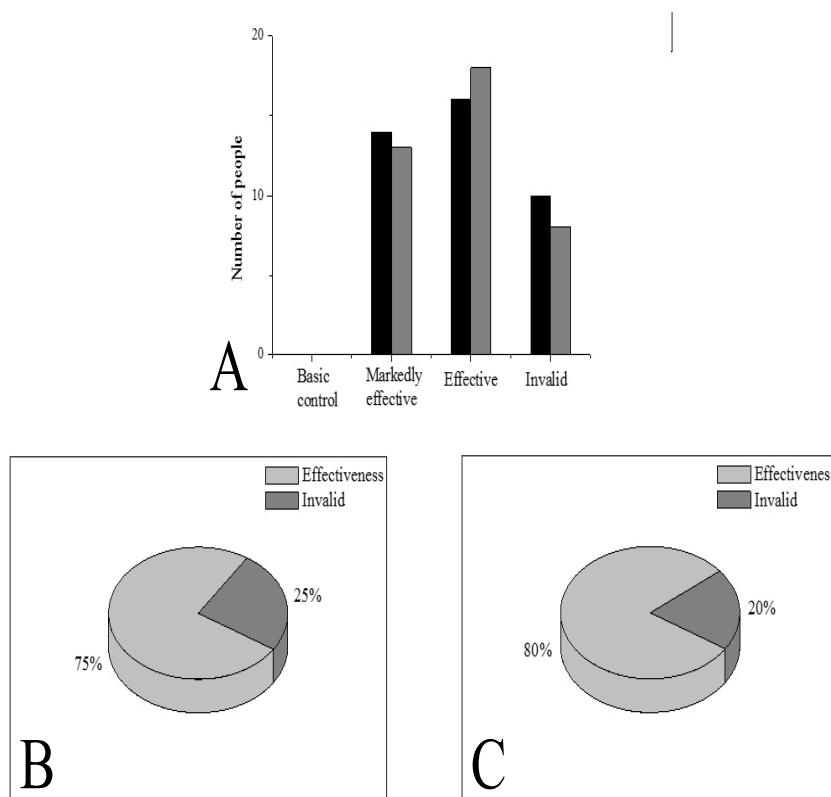 20
10
0
Number of people
A
Basic
control
Markedly
effective
Effective
Invalid
Effectiveness
Invalid
25%
75%
B
Effectiveness
Invalid
20%
80%
C